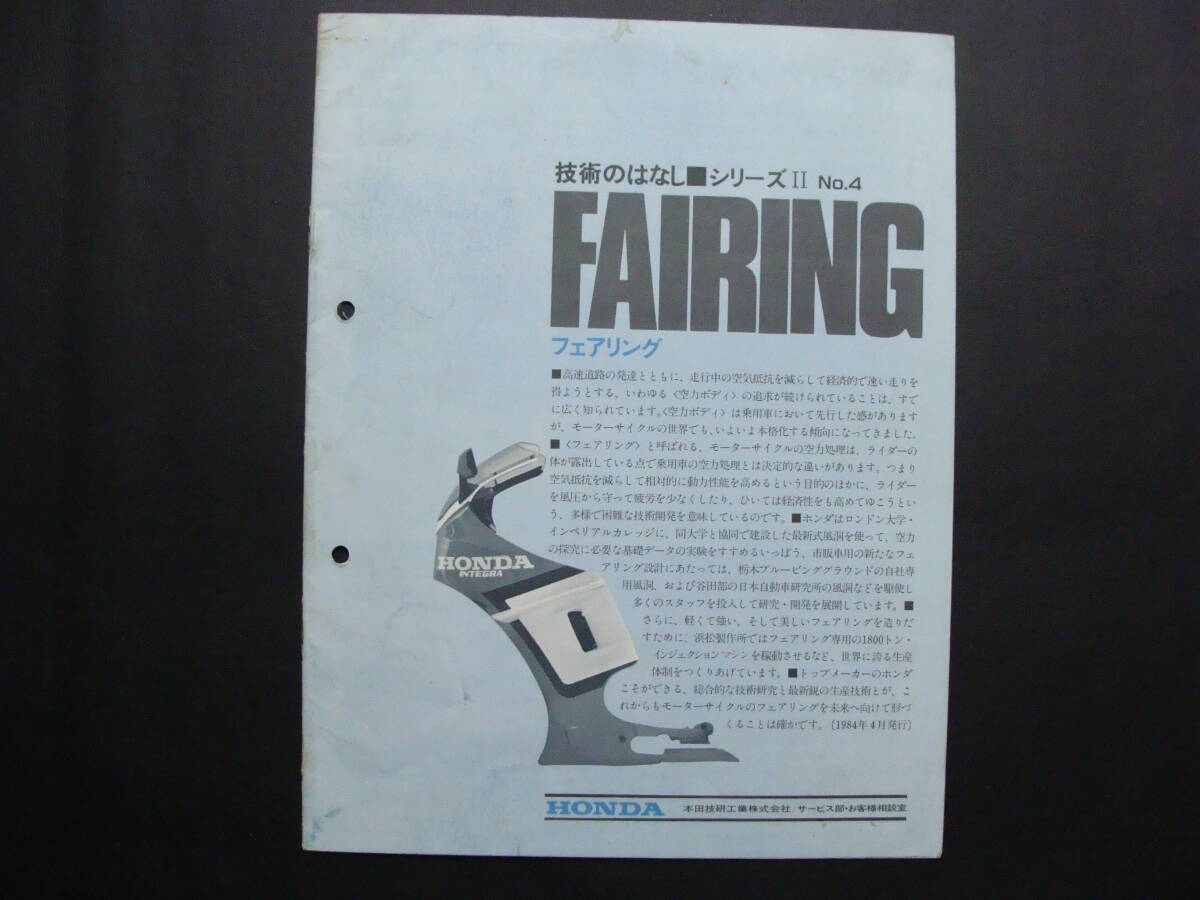 技術のはなし■シリーズⅡ No.4
FAIRING
フェアリング
■高速道路の発達とともに、走行中の空気抵抗を減らして経済的で速い走りを
得ようとする、いわゆる〈空力ボディ〉の追求が続けられていることは、すで
に広く知られています。〈空力ボディ〉は乗用車において先行した感があります
が、モーターサイクルの世界でも、いよいよ本格化する傾向になってきました。
■〈フェアリング〉と呼ばれる、モーターサイクルの空力処理は、ライダーの
体が露出している点で乗用車の空力処理とは決定的な違いがあります。つまり
空気抵抗を減らして相対的に動力性能を高めるという目的のほかに、ライダー
を風圧から守って疲労を少なくしたり、ひいては経済性をも高めてゆこうとい
う、多様で困難な技術開発を意味しているのです。■ホンダはロンドン大学・
インペリアルカレッジに、同大学と協同で建設した最新式風洞を使って、空力
の探究に必要な基礎データの実験をすすめるいっぽう、市販車用の新たなフェ
アリング設計にあたっては、栃木プルービンググラウンドの自社専
用風洞、および谷田部の日本自動車研究所の風洞などを駆使し
多くのスタッフを投入して研究・開発を展開しています。■
さらに、軽くて強い、そして美しいフェアリングを造りだ
すために、浜松製作所ではフェアリング専用の1800トン・
インジェクションマシンを稼動させるなど、世界に誇る生産
体制をつくりあげています。■トップメーカーのホンダ
こそができる、総合的な技術研究と最新鋭の生産技術とが、こ
れからもモーターサイクルのフェアリングを未来へ向けて形づ
くることは確かです。〔1984年4月発行〕
HONDA
INTEGRA
HONDA 本田技研工業株式会社/サービス部・お客様相談室